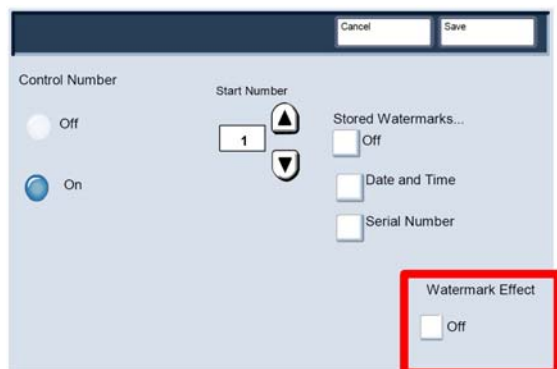 Cancel
Save
Control Number
Off
On
Start Number
1
Stored Watermarks...
Off
Date and Time
Serial Number
Watermark Effect
Off